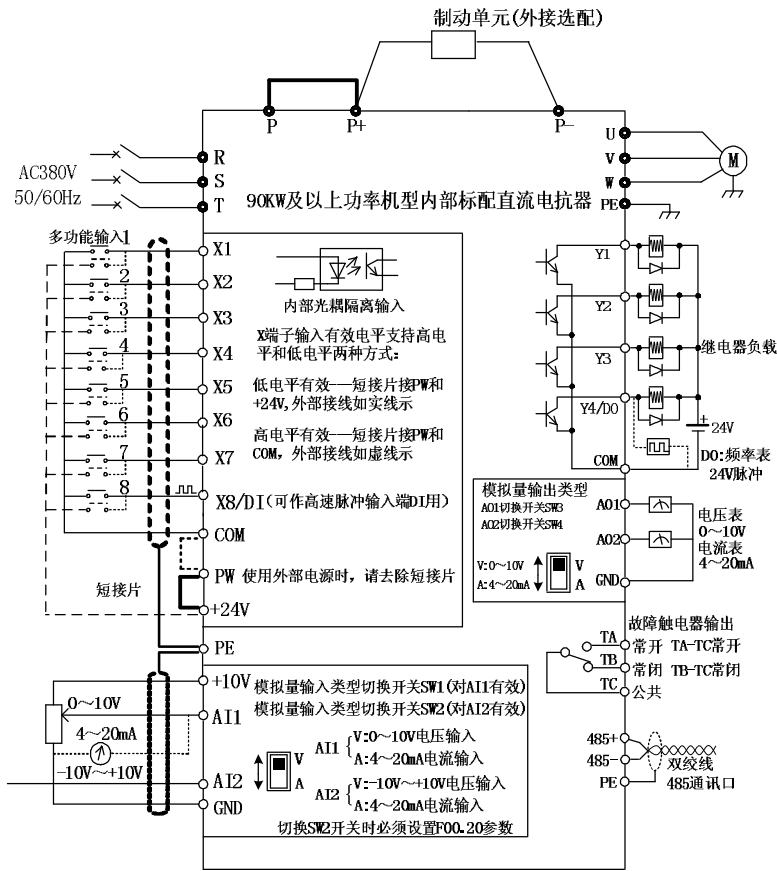 制动单元(外接选配)
P
P+
P-
AC380V
50/60Hz
R
S
T
90KW及以上功率机型内部标配直流电抗器
U
V
W
PE
M
多功能输入1
2
3
4
5
6
7
8
X1
X2
X3
X4
X5
X6
X7
X8/DI(可作高速脉冲输入端DI用)
COM
PW 使用外部电源时，请去除短接片
+24V
PE
短接片
内部光耦隔离输入
X端子输入有效电平支持高电
平和低电平两种方式:
低电平有效---短接片接PW和
+24V,外部接线如实线示
高电平有效---短接片接PW和
COM，外部接线如虚线示
Y1
Y2
Y3
Y4/DO
COM
继电器负载
+
24V
DO:频率表
24V脉冲
模拟量输出类型
AO1切换开关SW3
AO2切换开关SW4
V:0～10V
A:4～20mA
V
A
AO1
AO2
GND
电压表
0～10V
电流表
4～20mA
故障触电器输出
TA 常开 TA-TC常开
TB 常闭 TB-TC常闭
TC 公共
485+
485-
PE
双绞线
485通讯口
+10V
AI1
AI2
GND
0～10V
4～20mA
-10V～+10V
模拟量输入类型切换开关SW1(对AI1有效)
模拟量输入类型切换开关SW2(对AI2有效)
V
A
AI1 {V:0～10V电压输入
A:4～20mA电流输入
AI2 {V:-10V～+10V电压输入
A:4～20mA电流输入
切换SW2开关时必须设置F00.20参数